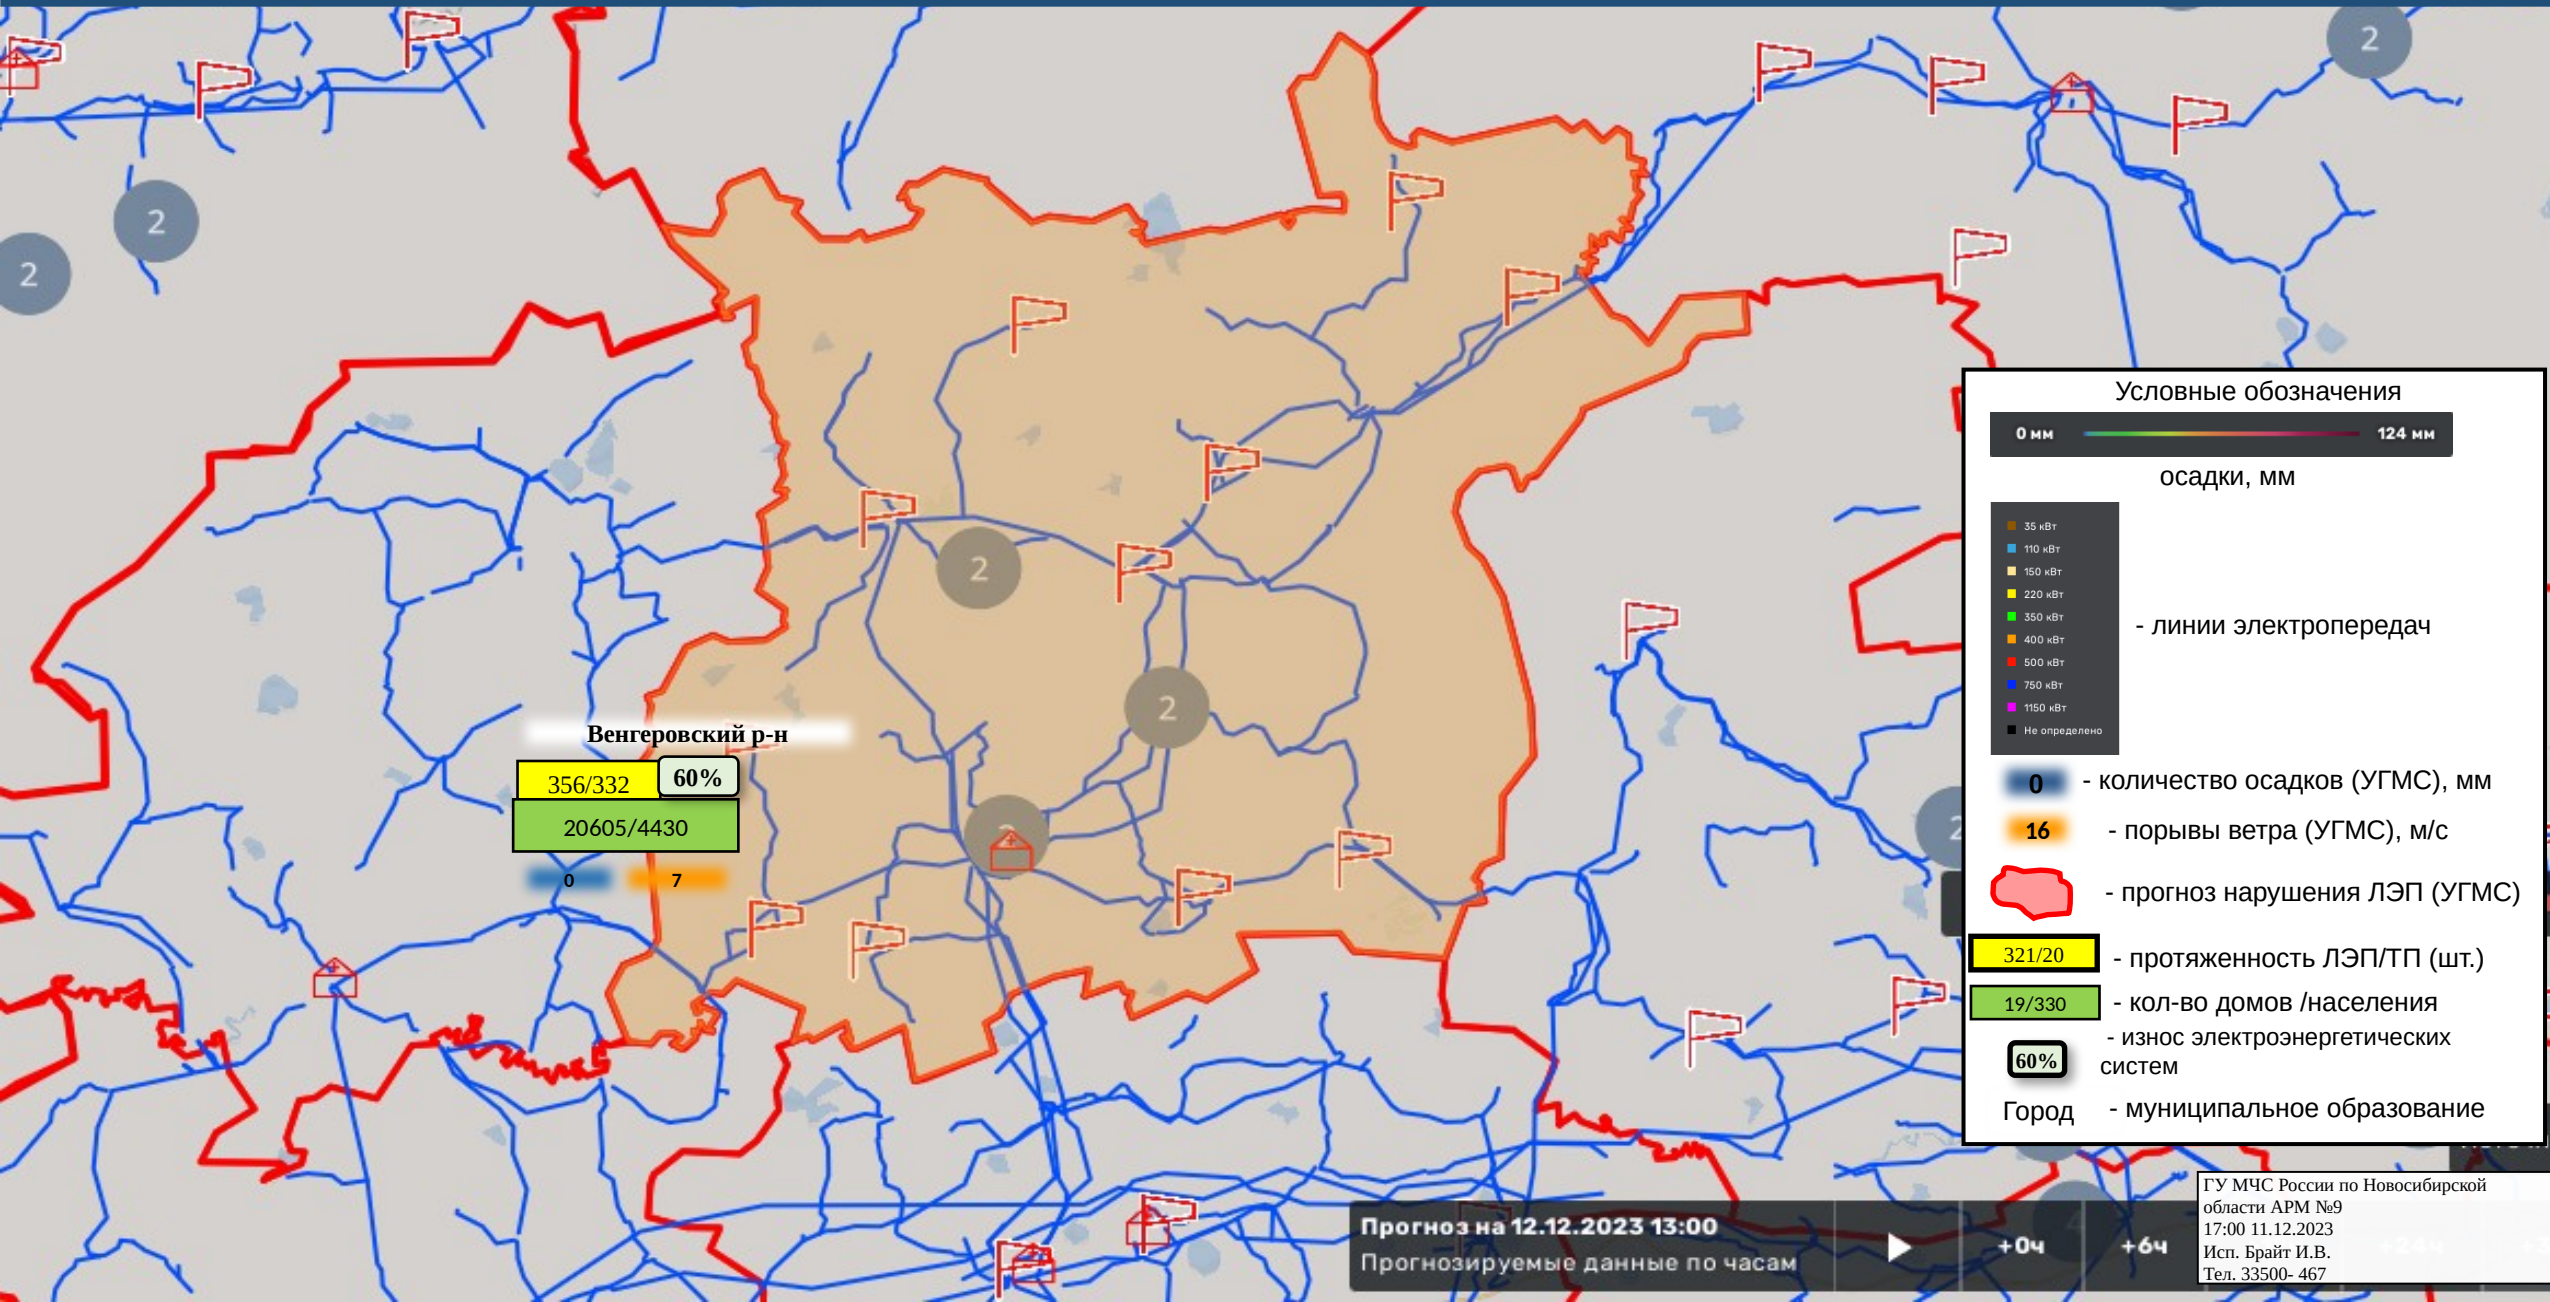 2
2
2
2
2
2
Венгеровский р-н
356/332
60%
20605/4430
0
7
Условные обозначения
0 мм
124 мм
осадки, мм
35 кВт
110 кВт
150 кВт
220 кВт
350 кВт
400 кВт
500 кВт
750 кВт
1150 кВт
Не определено
- линии электропередач
0 - количество осадков (УГМС), мм
16 - порывы ветра (УГМС), м/с
- прогноз нарушения ЛЭП (УГМС)
321/20 - протяженность ЛЭП/ТП (шт.)
19/330 - кол-во домов /населения
- износ электроэнергетических
60% систем
Город - муниципальное образование
Прогноз на 12.12.2023 13:00
Прогнозируемые данные по часам
+0ч
+6ч
+24ч
ГУ МЧС России по Новосибирской
области АРМ №9
17:00 11.12.2023
Исп. Брайт И.В.
Тел. 33500- 467